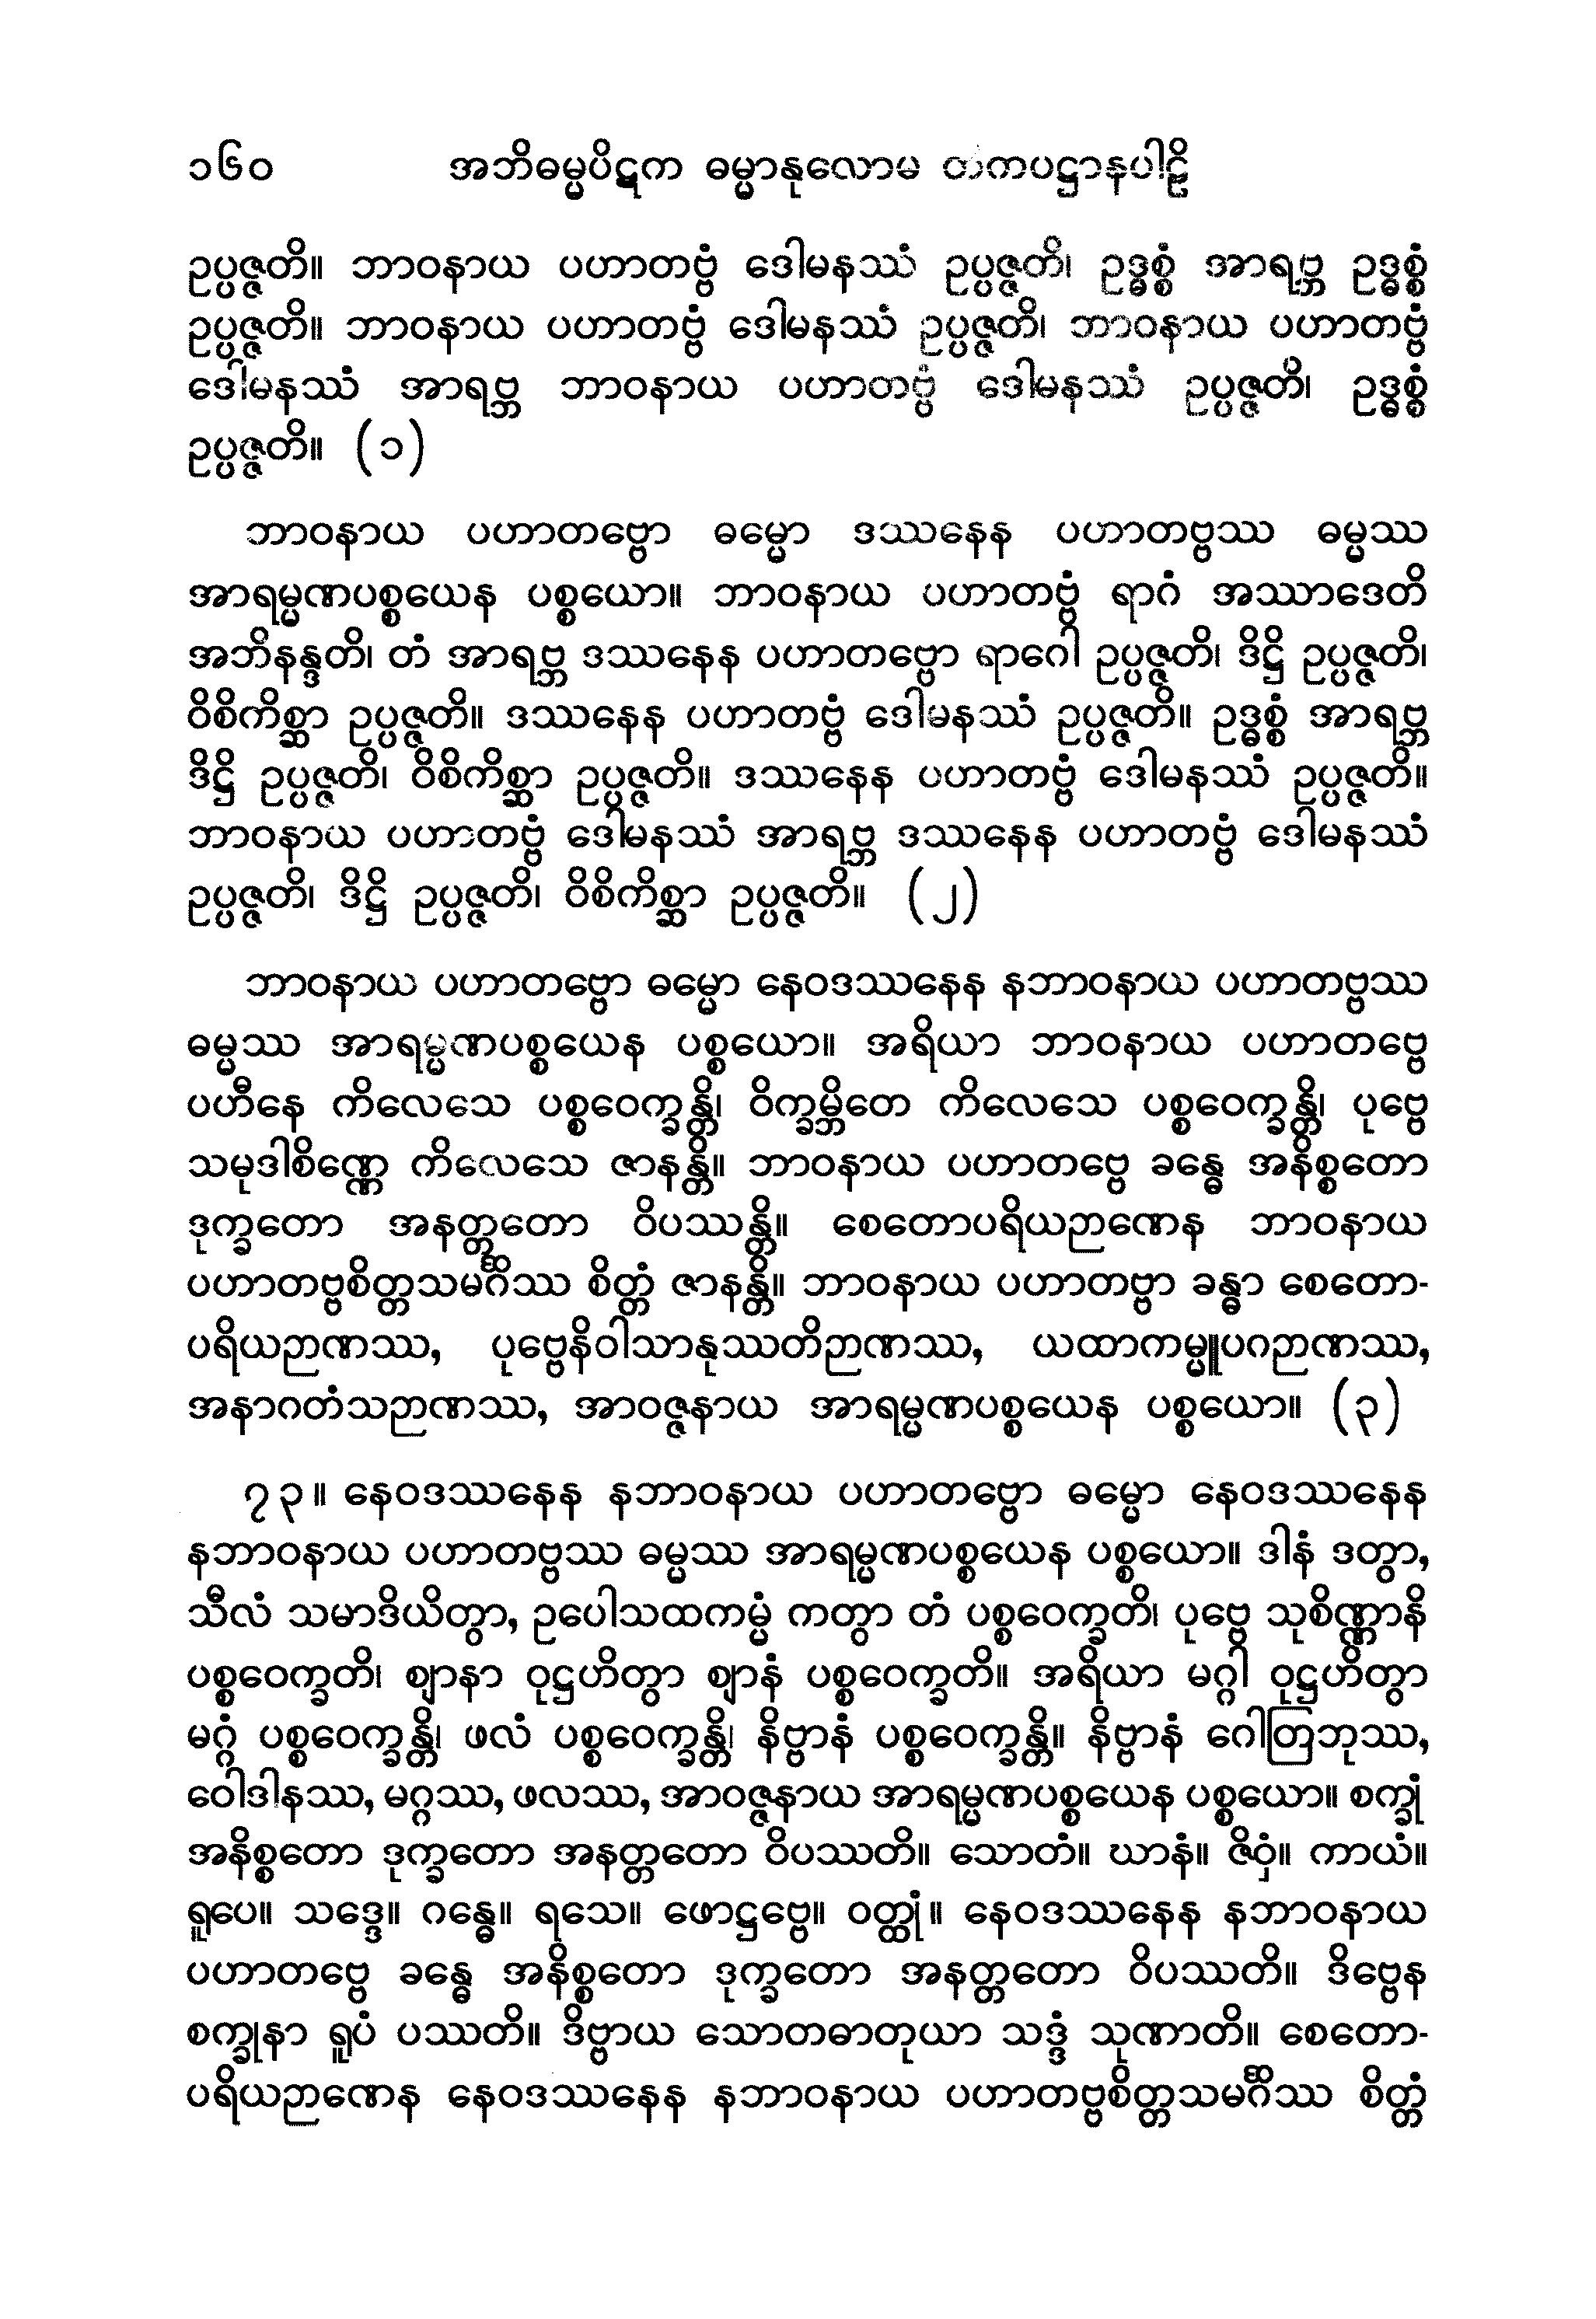 ၁၆၀ အဘိဓမ္မပိဋက ဓမ္မာနုလောမ တိကပဋ္ဌာနပါဠိ
ဥပ္ပဇ္ဇတိ။ ဘာဝနာယ ပဟာတဗ္ဗံ ဒေါမနဿံ ဥပ္ပဇ္ဇတိ၊ ဥဒ္ဓစ္စံ အာရဗ္ဘ ဥဒ္ဓစ္စံ
ဥပ္ပဇ္ဇတိ။ ဘာဝနာယ ပဟာတဗ္ဗံ ဒေါမနဿံ ဥပ္ပဇ္ဇတိ၊ ဘာဝနာယ ပဟာတဗ္ဗံ
ဒေါမနဿံ အာရဗ္ဘ ဘာဝနာယ ပဟာတဗ္ဗံ ဒေါမနဿံ ဥပ္ပဇ္ဇတိ၊ ဥဒ္ဓစ္စံ
ဥပ္ပဇ္ဇတိ။ (၁)
ဘာဝနာယ ပဟာတဗ္ဗော ဓမ္မော ဒဿနေန ပဟာတဗ္ဗဿ ဓမ္မဿ
အာရမ္မဏပစ္စယေန ပစ္စယော။ ဘာဝနာယ ပဟာတဗ္ဗံ ရာဂံ အဿာဒေတိ
အဘိနန္ဒတိ၊ တံ အာရဗ္ဘ ဒဿနေန ပဟာတဗ္ဗော ရာဂေါ ဥပ္ပဇ္ဇတိ၊ ဒိဋ္ဌိ ဥပ္ပဇ္ဇတိ၊
ဝိစိကိစ္ဆာ ဥပ္ပဇ္ဇတိ။ ဒဿနေန ပဟာတဗ္ဗံ ဒေါမနဿံ ဥပ္ပဇ္ဇတိ။ ဥဒ္ဓစ္စံ အာရဗ္ဘ
ဒိဋ္ဌိ ဥပ္ပဇ္ဇတိ၊ ဝိစိကိစ္ဆာ ဥပ္ပဇ္ဇတိ။ ဒဿနေန ပဟာတဗ္ဗံ ဒေါမနဿံ ဥပ္ပဇ္ဇတိ။
ဘာဝနာယ ပဟာတဗ္ဗံ ဒေါမနဿံ အာရဗ္ဘ ဒဿနေန ပဟာတဗ္ဗံ ဒေါမနဿံ
ဥပ္ပဇ္ဇတိ၊ ဒိဋ္ဌိ ဥပ္ပဇ္ဇတိ၊ ဝိစိကိစ္ဆာ ဥပ္ပဇ္ဇတိ။ (၂)
ဘာဝနာယ ပဟာတဗ္ဗော ဓမ္မော နေဝဒဿနေန နဘာဝနာယ ပဟာတဗ္ဗဿ
ဓမ္မဿ အာရမ္မဏပစ္စယေန ပစ္စယော။ အရိယာ ဘာဝနာယ ပဟာတဗ္ဗေ
ပဟီနေ ကိလေသေ ပစ္စဝေက္ခန္တိ၊ ဝိက္ခမ္ဘိတေ ကိလေသေ ပစ္စဝေက္ခန္တိ၊ ပုဗ္ဗေ
သမုဒါစိဏ္ဏေ ကိလေသေ ဇာနန္တိ။ ဘာဝနာယ ပဟာတဗ္ဗေ ခန္ဓေ အနိစ္စတော
ဒုက္ခတော အနတ္တတော ဝိပဿန္တိ။ စေတောပရိယဉာဏေန ဘာဝနာယ
ပဟာတဗ္ဗစိတ္တသမင်္ဂိဿ စိတ္တံ ဇာနန္တိ။ ဘာဝနာယ ပဟာတဗ္ဗာ ခန္ဓာ စေတော-
ပရိယဉာဏဿ, ပုဗ္ဗေနိဝါသာနုဿတိဉာဏဿ, ယထာကမ္မူပဂဉာဏဿ,
အနာဂတံသဉာဏဿ, အာဝဇ္ဇနာယ အာရမ္မဏပစ္စယေန ပစ္စယော။ (၃)
၇၃။ နေဝဒဿနေန နဘာဝနာယ ပဟာတဗ္ဗော ဓမ္မော နေဝဒဿနေန
နဘာဝနာယ ပဟာတဗ္ဗဿ ဓမ္မဿ အာရမ္မဏပစ္စယေန ပစ္စယော။ ဒါနံ ဒတွာ,
သီလံ သမာဒိယိတွာ, ဥပေါသထကမ္မံ ကတွာ တံ ပစ္စဝေက္ခတိ၊ ပုဗ္ဗေ သုစိဏ္ဏာနိ
ပစ္စဝေက္ခတိ၊ ဈာနာ ဝုဋ္ဌဟိတွာ ဈာနံ ပစ္စဝေက္ခတိ။ အရိယာ မဂ္ဂါ ဝုဋ္ဌဟိတွာ
မဂ္ဂံ ပစ္စဝေက္ခန္တိ၊ ဖလံ ပစ္စဝေက္ခန္တိ၊ နိဗ္ဗာနံ ပစ္စဝေက္ခန္တိ။ နိဗ္ဗာနံ ဂေါတြဘုဿ,
ဝေါဒါနဿ, မဂ္ဂဿ, ဖလဿ, အာဝဇ္ဇနာယ အာရမ္မဏပစ္စယေန ပစ္စယော။ စက္ခုံ
အနိစ္စတော ဒုက္ခတော အနတ္တတော ဝိပဿတိ။ သောတံ။ ဃာနံ။ ဇိဝှံ။ ကာယံ။
ရူပေ။ သဒ္ဒေ။ ဂန္ဓေ။ ရသေ။ ဖောဋ္ဌဗ္ဗေ။ ဝတ္ထုံ။ နေဝဒဿနေန နဘာဝနာယ
ပဟာတဗ္ဗေ ခန္ဓေ အနိစ္စတော ဒုက္ခတော အနတ္တတော ဝိပဿတိ။ ဒိဗ္ဗေန
စက္ခုနာ ရူပံ ပဿတိ။ ဒိဗ္ဗာယ သောတဓာတုယာ သဒ္ဒံ သုဏာတိ။ စေတော-
ပရိယဉာဏေန နေဝဒဿနေန နဘာဝနာယ ပဟာတဗ္ဗစိတ္တသမင်္ဂိဿ စိတ္တံ